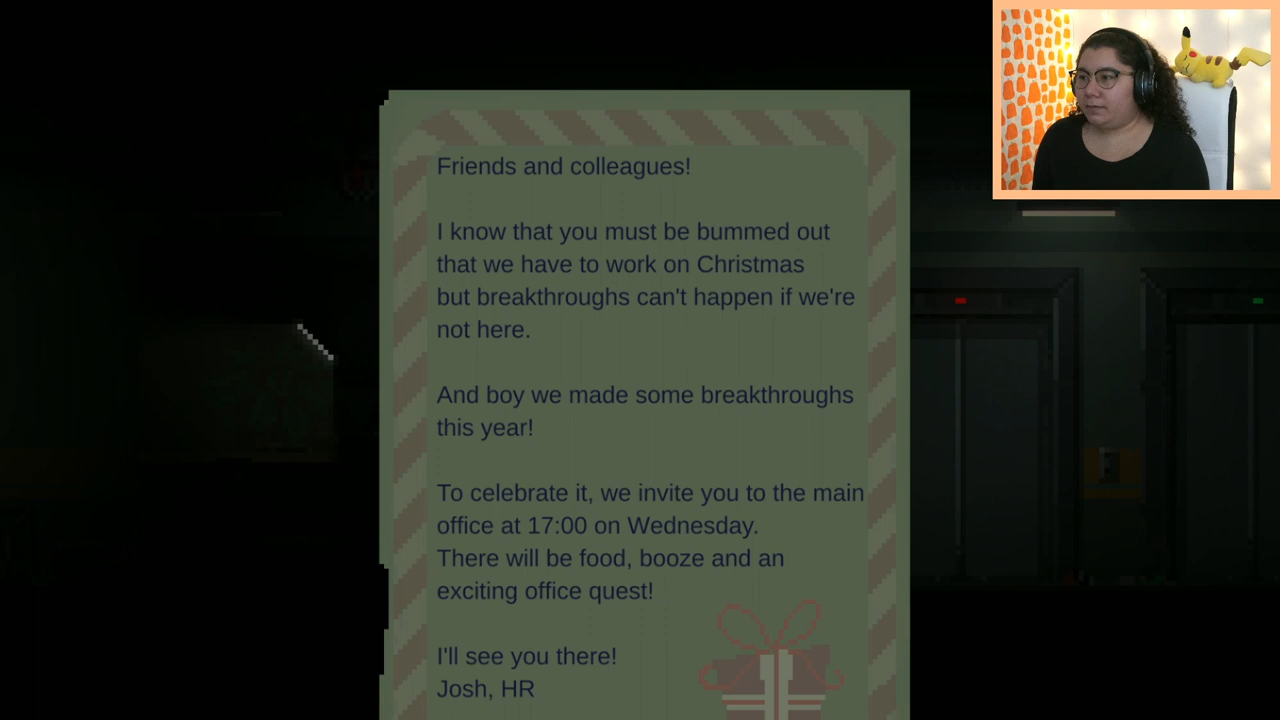 Friends and colleagues!
I know that you must be bummed out
that we have to work on Christmas
but breakthroughs can't happen if we're
not here.
And boy we made some breakthroughs
this year!
To celebrate it, we invite you to the main
office at 17:00 on Wednesday.
There will be food, booze and an
exciting office quest!
I'll see you there!
Josh, HR